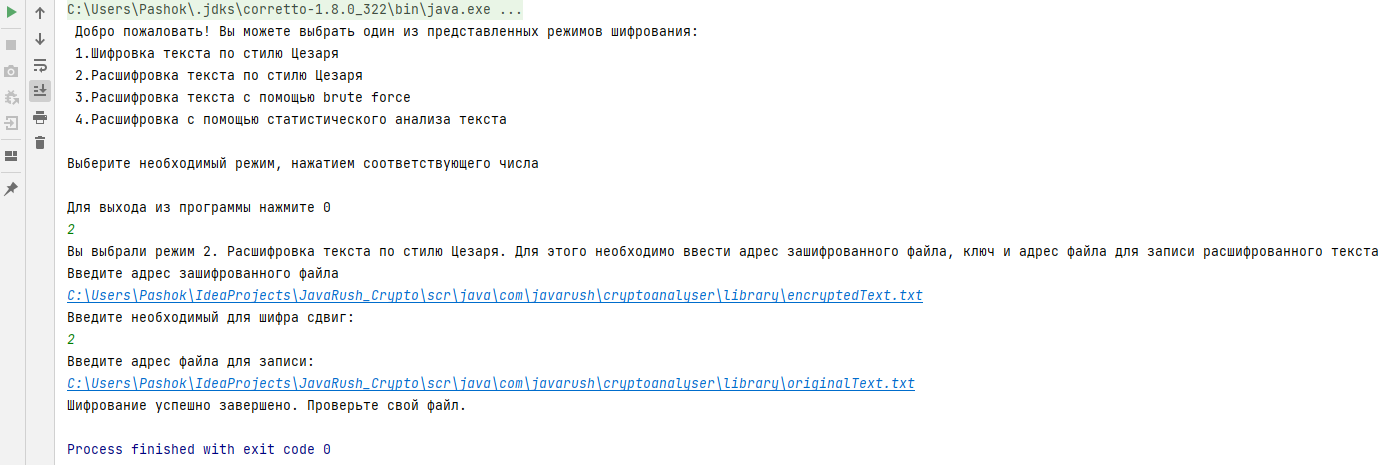 C:\Users\Pashok\.jdks\corretto-1.8.0_322\bin\java.exe ...
Добро пожаловать! Вы можете выбрать один из представленных режимов шифрования:
1.Шифровка текста по стилю Цезаря
2.Расшифровка текста по стилю Цезаря
3.Расшифровка текста с помощью brute force
4.Расшифровка с помощью статистического анализа текста
Выберите необходимый режим, нажатием соответствующего числа
Для выхода из программы нажмите 0
2
Вы выбрали режим 2. Расшифровка текста по стилю Цезаря. Для этого необходимо ввести адрес зашифрованного файла, ключ и адрес файла для записи расшифрованного текста
Введите адрес зашифрованного файла
C:\Users\Pashok\IdeaProjects\JavaRush_Crypto\scr\java\com\javarush\cryptoanalyser\library\encryptedText.txt
Введите необходимый для шифра сдвиг:
2
Введите адрес файла для записи:
C:\Users\Pashok\IdeaProjects\JavaRush_Crypto\scr\java\com\javarush\cryptoanalyser\library\originalText.txt
Шифрование успешно завершено. Проверьте свой файл.
Process finished with exit code 0